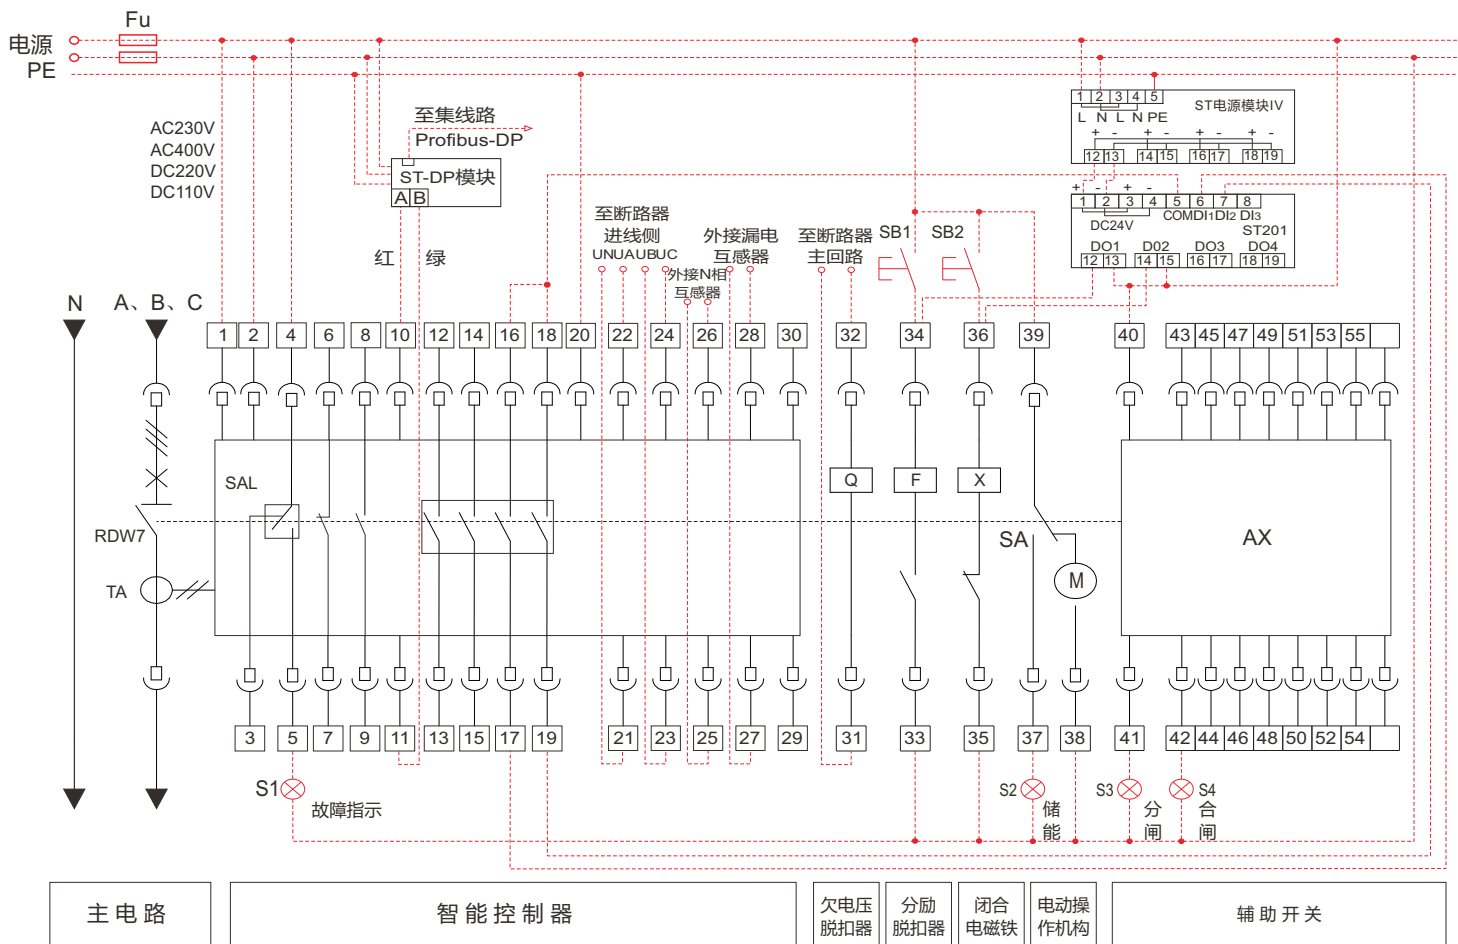 Fu
电源
PE
AC230V
AC400V
DC220V
DC110V
至集线路
Profibus-DP
ST-DP模块
A B
红 绿
1 2 3 4 5
ST电源模块IV
L N L N PE
+ - + - + - + -
12 13 14 15 16 17 18 19
+ - + -
1 2 3 4 5 6 7 8
COM DI1 DI2 DI3
DC24V
ST201
DO1 D02 DO3 DO4
12 13 14 15 16 17 18 19
至断路器
进线侧
UN UA UB UC
外接N相
互感器
外接漏电
互感器
至断路器
主回路
SB1
SB2
N
A、B、C
1 2 4 6 8 10 12 14 16 18 20 22 24 26 28 30 32 34 36 39 40 43 45 47 49 51 53 55
SAL
Q
F
X
RDW7
SA
AX
M
TA
3 5 7 9 11 13 15 17 19 21 23 25 27 29 31 33 35 37 38 41 42 44 46 48 50 52 54
S1
故障指示
S2
储
能
S3
分
闸
S4
合
闸
主电路
智能控制器
欠电压
脱扣器
分励
脱扣器
闭合
电磁铁
电动操
作机构
辅助开关